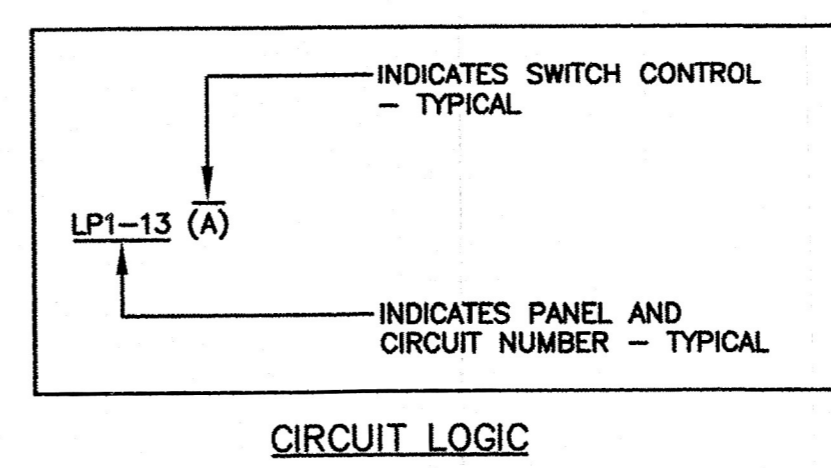 INDICATES SWITCH CONTROL
– TYPICAL
LP1–13 (A)
INDICATES PANEL AND
CIRCUIT NUMBER – TYPICAL
CIRCUIT LOGIC